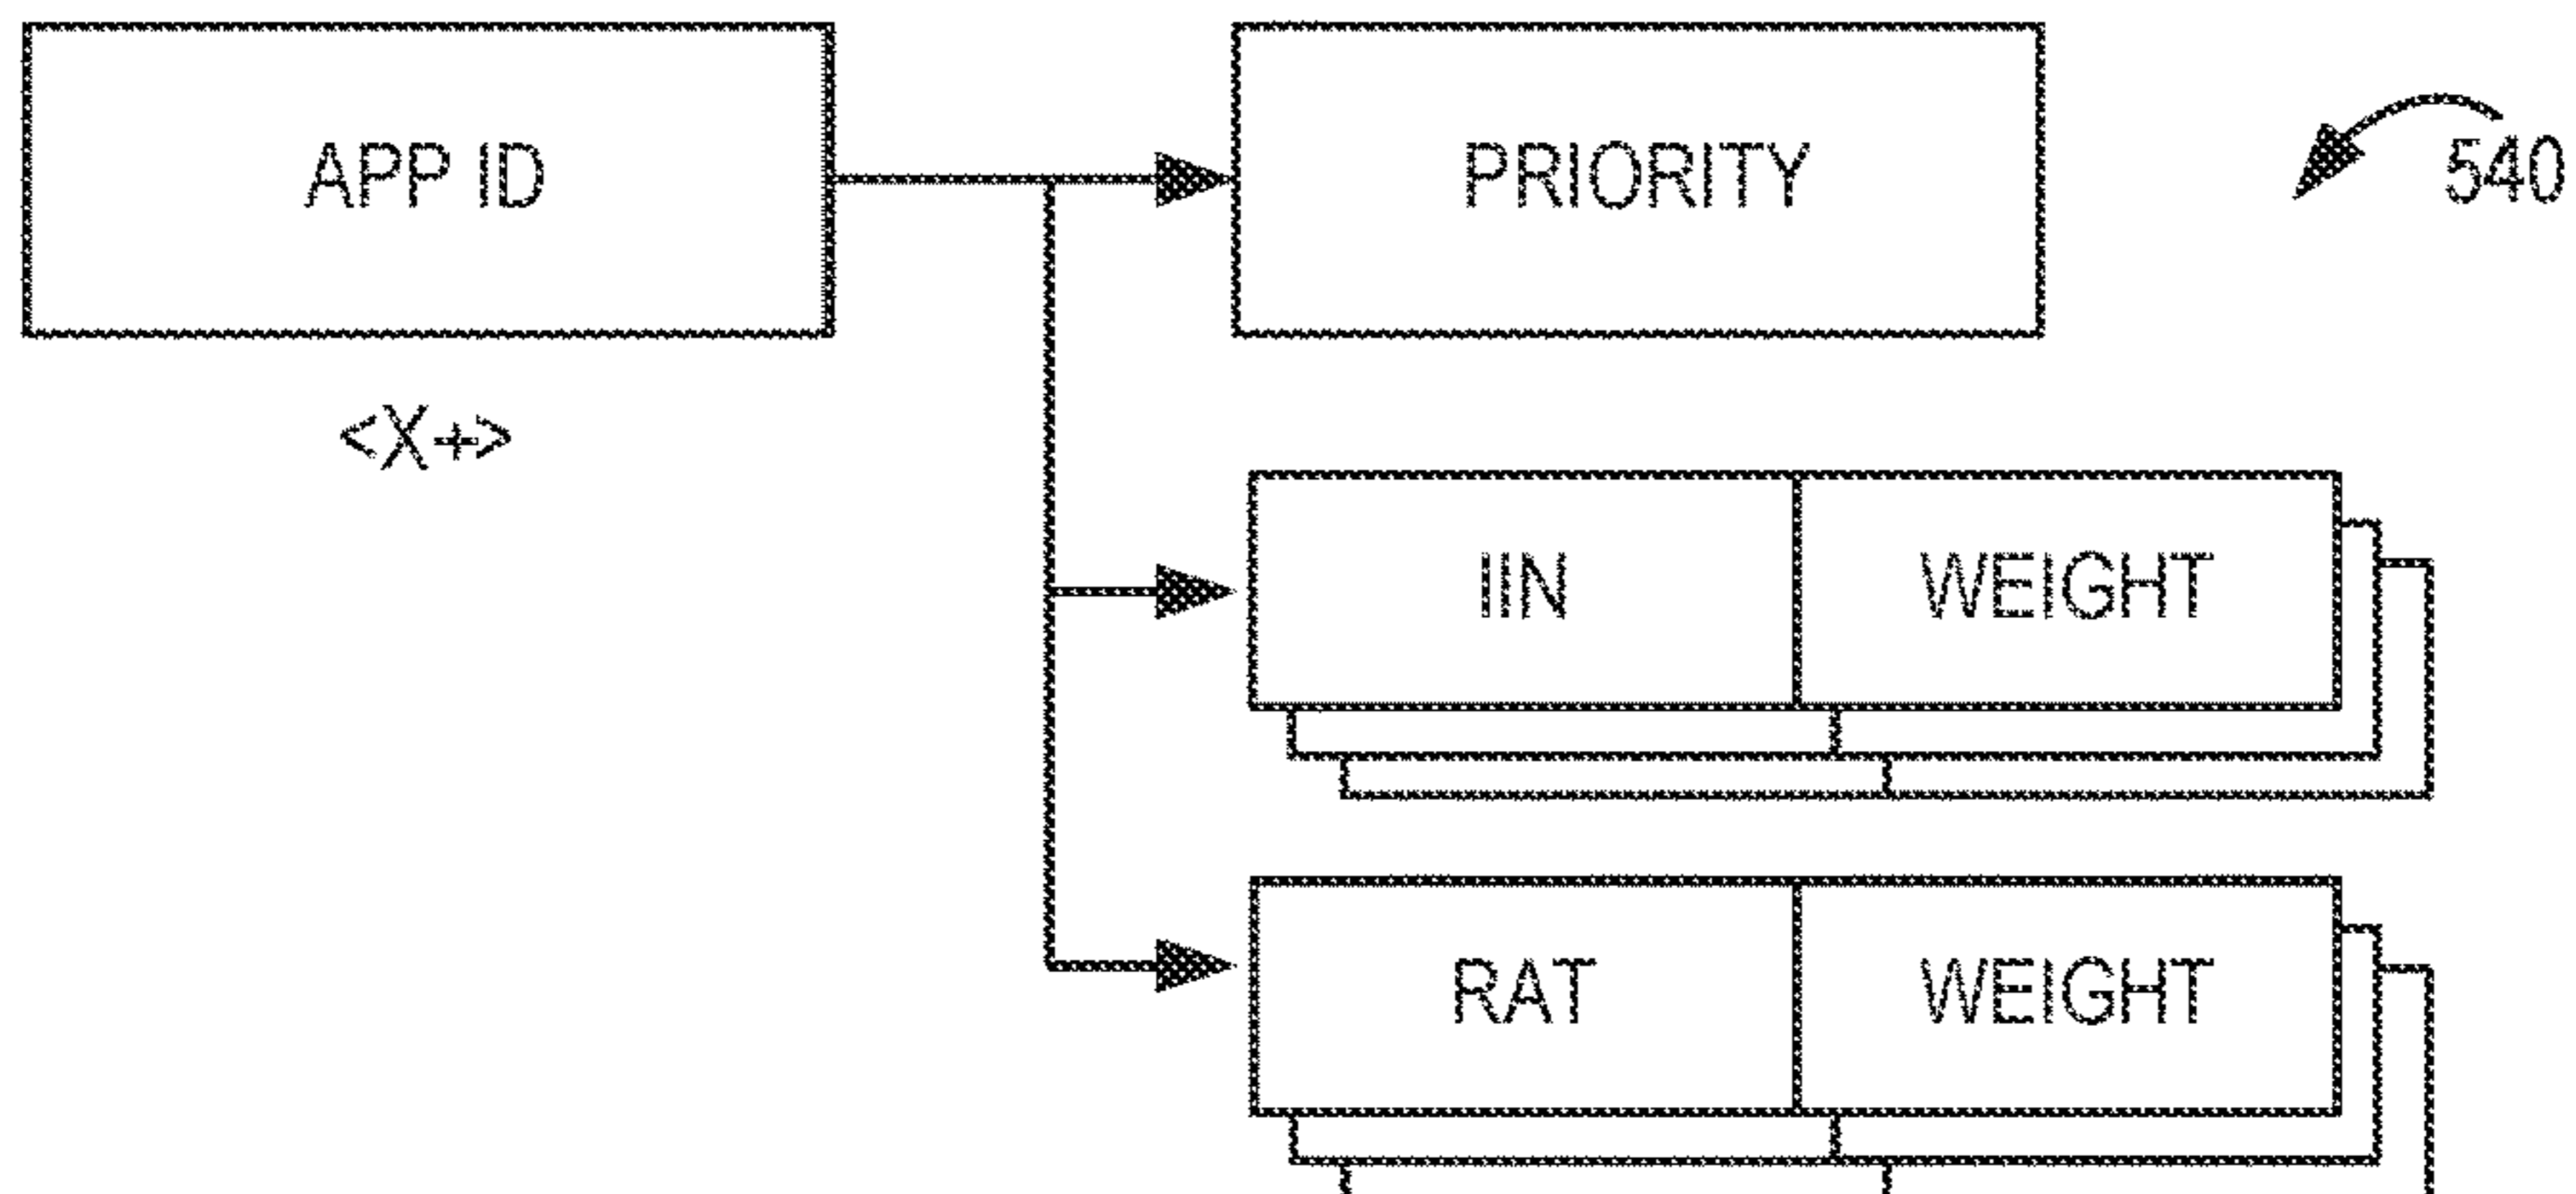 APP ID
PRIORITY
540
<X+>
IIN WEIGHT
RAT WEIGHT